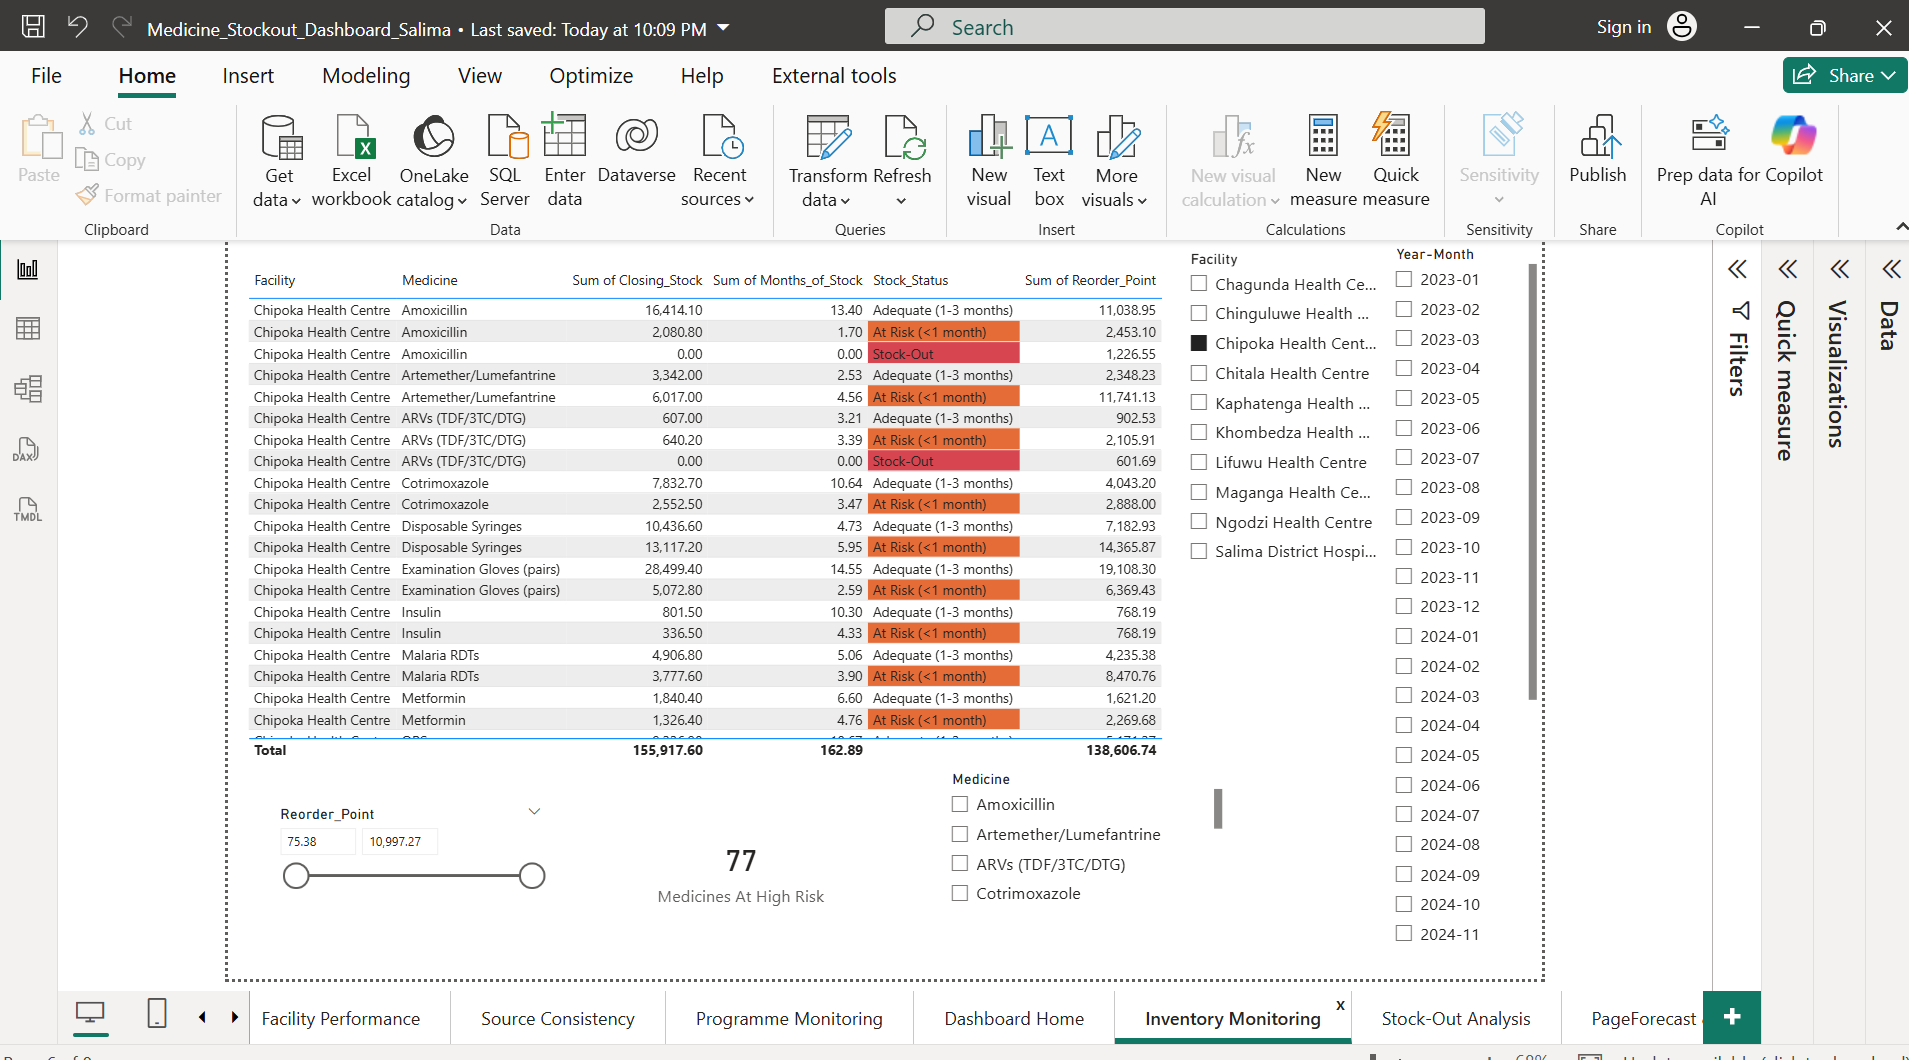 Medicine_Stockout_Dashboard_Salima • Last saved: Today at 10:09 PM
Search
Sign in
File Home Insert Modeling View Optimize Help External tools
Share
Paste
Cut
Copy
Format painter
Clipboard
Get data
Excel workbook
OneLake catalog
SQL Server
Enter data
Dataverse
Recent sources
Data
Transform data
Refresh
Queries
New visual
Text box
More visuals
Insert
New visual calculation
New measure
Quick measure
Calculations
Sensitivity
Sensitivity
Publish
Share
Prep data for AI
Copilot
Copilot
DAX
TMDL
Facility Medicine Sum of Closing_Stock Sum of Months_of_Stock Stock_Status Sum of Reorder_Point
Chipoka Health Centre Amoxicillin 16,414.10 13.40 Adequate (1-3 months) 11,038.95
Chipoka Health Centre Amoxicillin 2,080.80 1.70 At Risk (<1 month) 2,453.10
Chipoka Health Centre Amoxicillin 0.00 0.00 Stock-Out 1,226.55
Chipoka Health Centre Artemether/Lumefantrine 3,342.00 2.53 Adequate (1-3 months) 2,348.23
Chipoka Health Centre Artemether/Lumefantrine 6,017.00 4.56 At Risk (<1 month) 11,741.13
Chipoka Health Centre ARVs (TDF/3TC/DTG) 607.00 3.21 Adequate (1-3 months) 902.53
Chipoka Health Centre ARVs (TDF/3TC/DTG) 640.20 3.39 At Risk (<1 month) 2,105.91
Chipoka Health Centre ARVs (TDF/3TC/DTG) 0.00 0.00 Stock-Out 601.69
Chipoka Health Centre Cotrimoxazole 7,832.70 10.64 Adequate (1-3 months) 4,043.20
Chipoka Health Centre Cotrimoxazole 2,552.50 3.47 At Risk (<1 month) 2,888.00
Chipoka Health Centre Disposable Syringes 10,436.60 4.73 Adequate (1-3 months) 7,182.93
Chipoka Health Centre Disposable Syringes 13,117.20 5.95 At Risk (<1 month) 14,365.87
Chipoka Health Centre Examination Gloves (pairs) 28,499.40 14.55 Adequate (1-3 months) 19,108.30
Chipoka Health Centre Examination Gloves (pairs) 5,072.80 2.59 At Risk (<1 month) 6,369.43
Chipoka Health Centre Insulin 801.50 10.30 Adequate (1-3 months) 768.19
Chipoka Health Centre Insulin 336.50 4.33 At Risk (<1 month) 768.19
Chipoka Health Centre Malaria RDTs 4,906.80 5.06 Adequate (1-3 months) 4,235.38
Chipoka Health Centre Malaria RDTs 3,777.60 3.90 At Risk (<1 month) 8,470.76
Chipoka Health Centre Metformin 1,840.40 6.60 Adequate (1-3 months) 1,621.20
Chipoka Health Centre Metformin 1,326.40 4.76 At Risk (<1 month) 2,269.68
Total 155,917.60 162.89 138,606.74
Facility
Chagunda Health Ce...
Chinguluwe Health ...
Chipoka Health Cent...
Chitala Health Centre
Kaphatenga Health ...
Khombedza Health ...
Lifuwu Health Centre
Maganga Health Ce...
Ngodzi Health Centre
Salima District Hospi...
Year-Month
2023-01
2023-02
2023-03
2023-04
2023-05
2023-06
2023-07
2023-08
2023-09
2023-10
2023-11
2023-12
2024-01
2024-02
2024-03
2024-04
2024-05
2024-06
2024-07
2024-08
2024-09
2024-10
2024-11
Filters
Quick measure
Visualizations
Data
Reorder_Point
75.38 10,997.27
77
Medicines At High Risk
Medicine
Amoxicillin
Artemether/Lumefantrine
ARVs (TDF/3TC/DTG)
Cotrimoxazole
Facility Performance Source Consistency Programme Monitoring Dashboard Home Inventory Monitoring x Stock-Out Analysis PageForecast